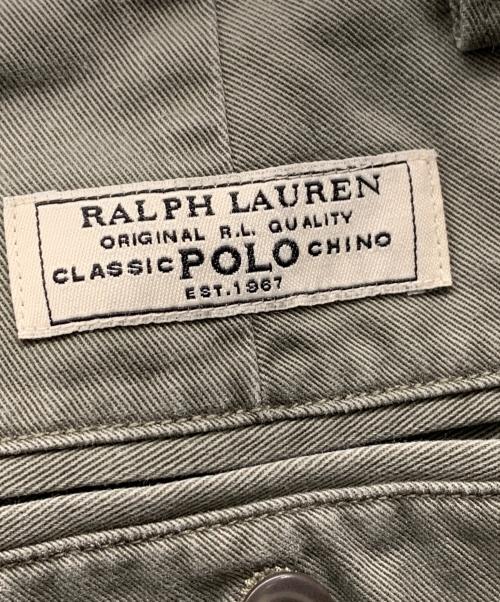 RALPH LAUREN
ORIGINAL R.L. QUALITY
CLASSIC POLO CHINO
EST.1967